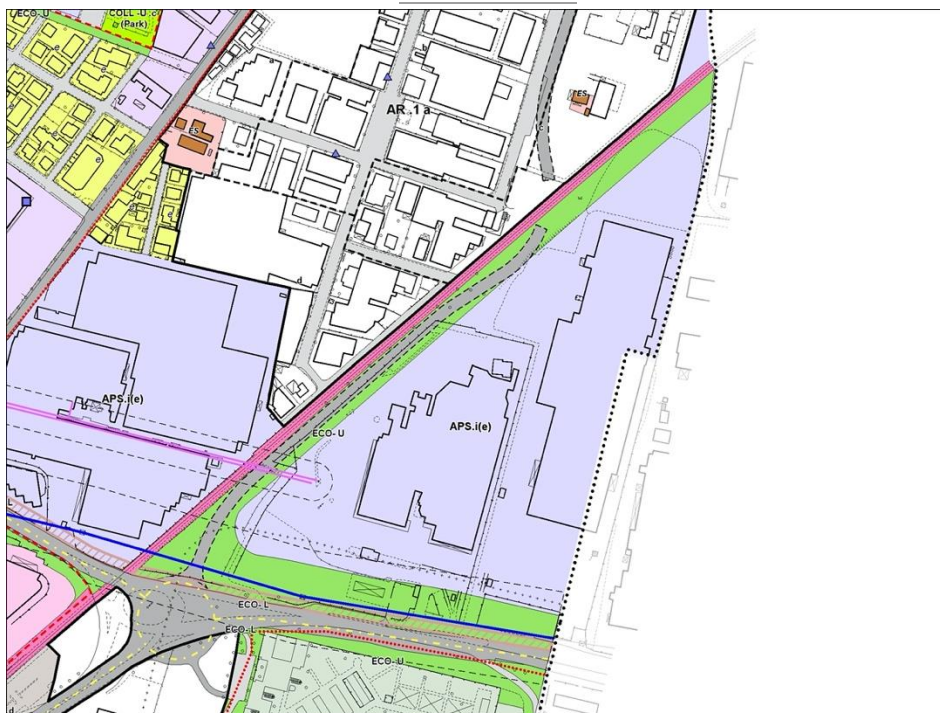 ECO- U
COLL -U ;c
(Park)
e
e
b
a
AR. 1 a
c
ES
ES
e
e
e
d
APS.i(e)
APS.i(e)
ECO- U
ECO- L
ECO- L
ECO- U
d